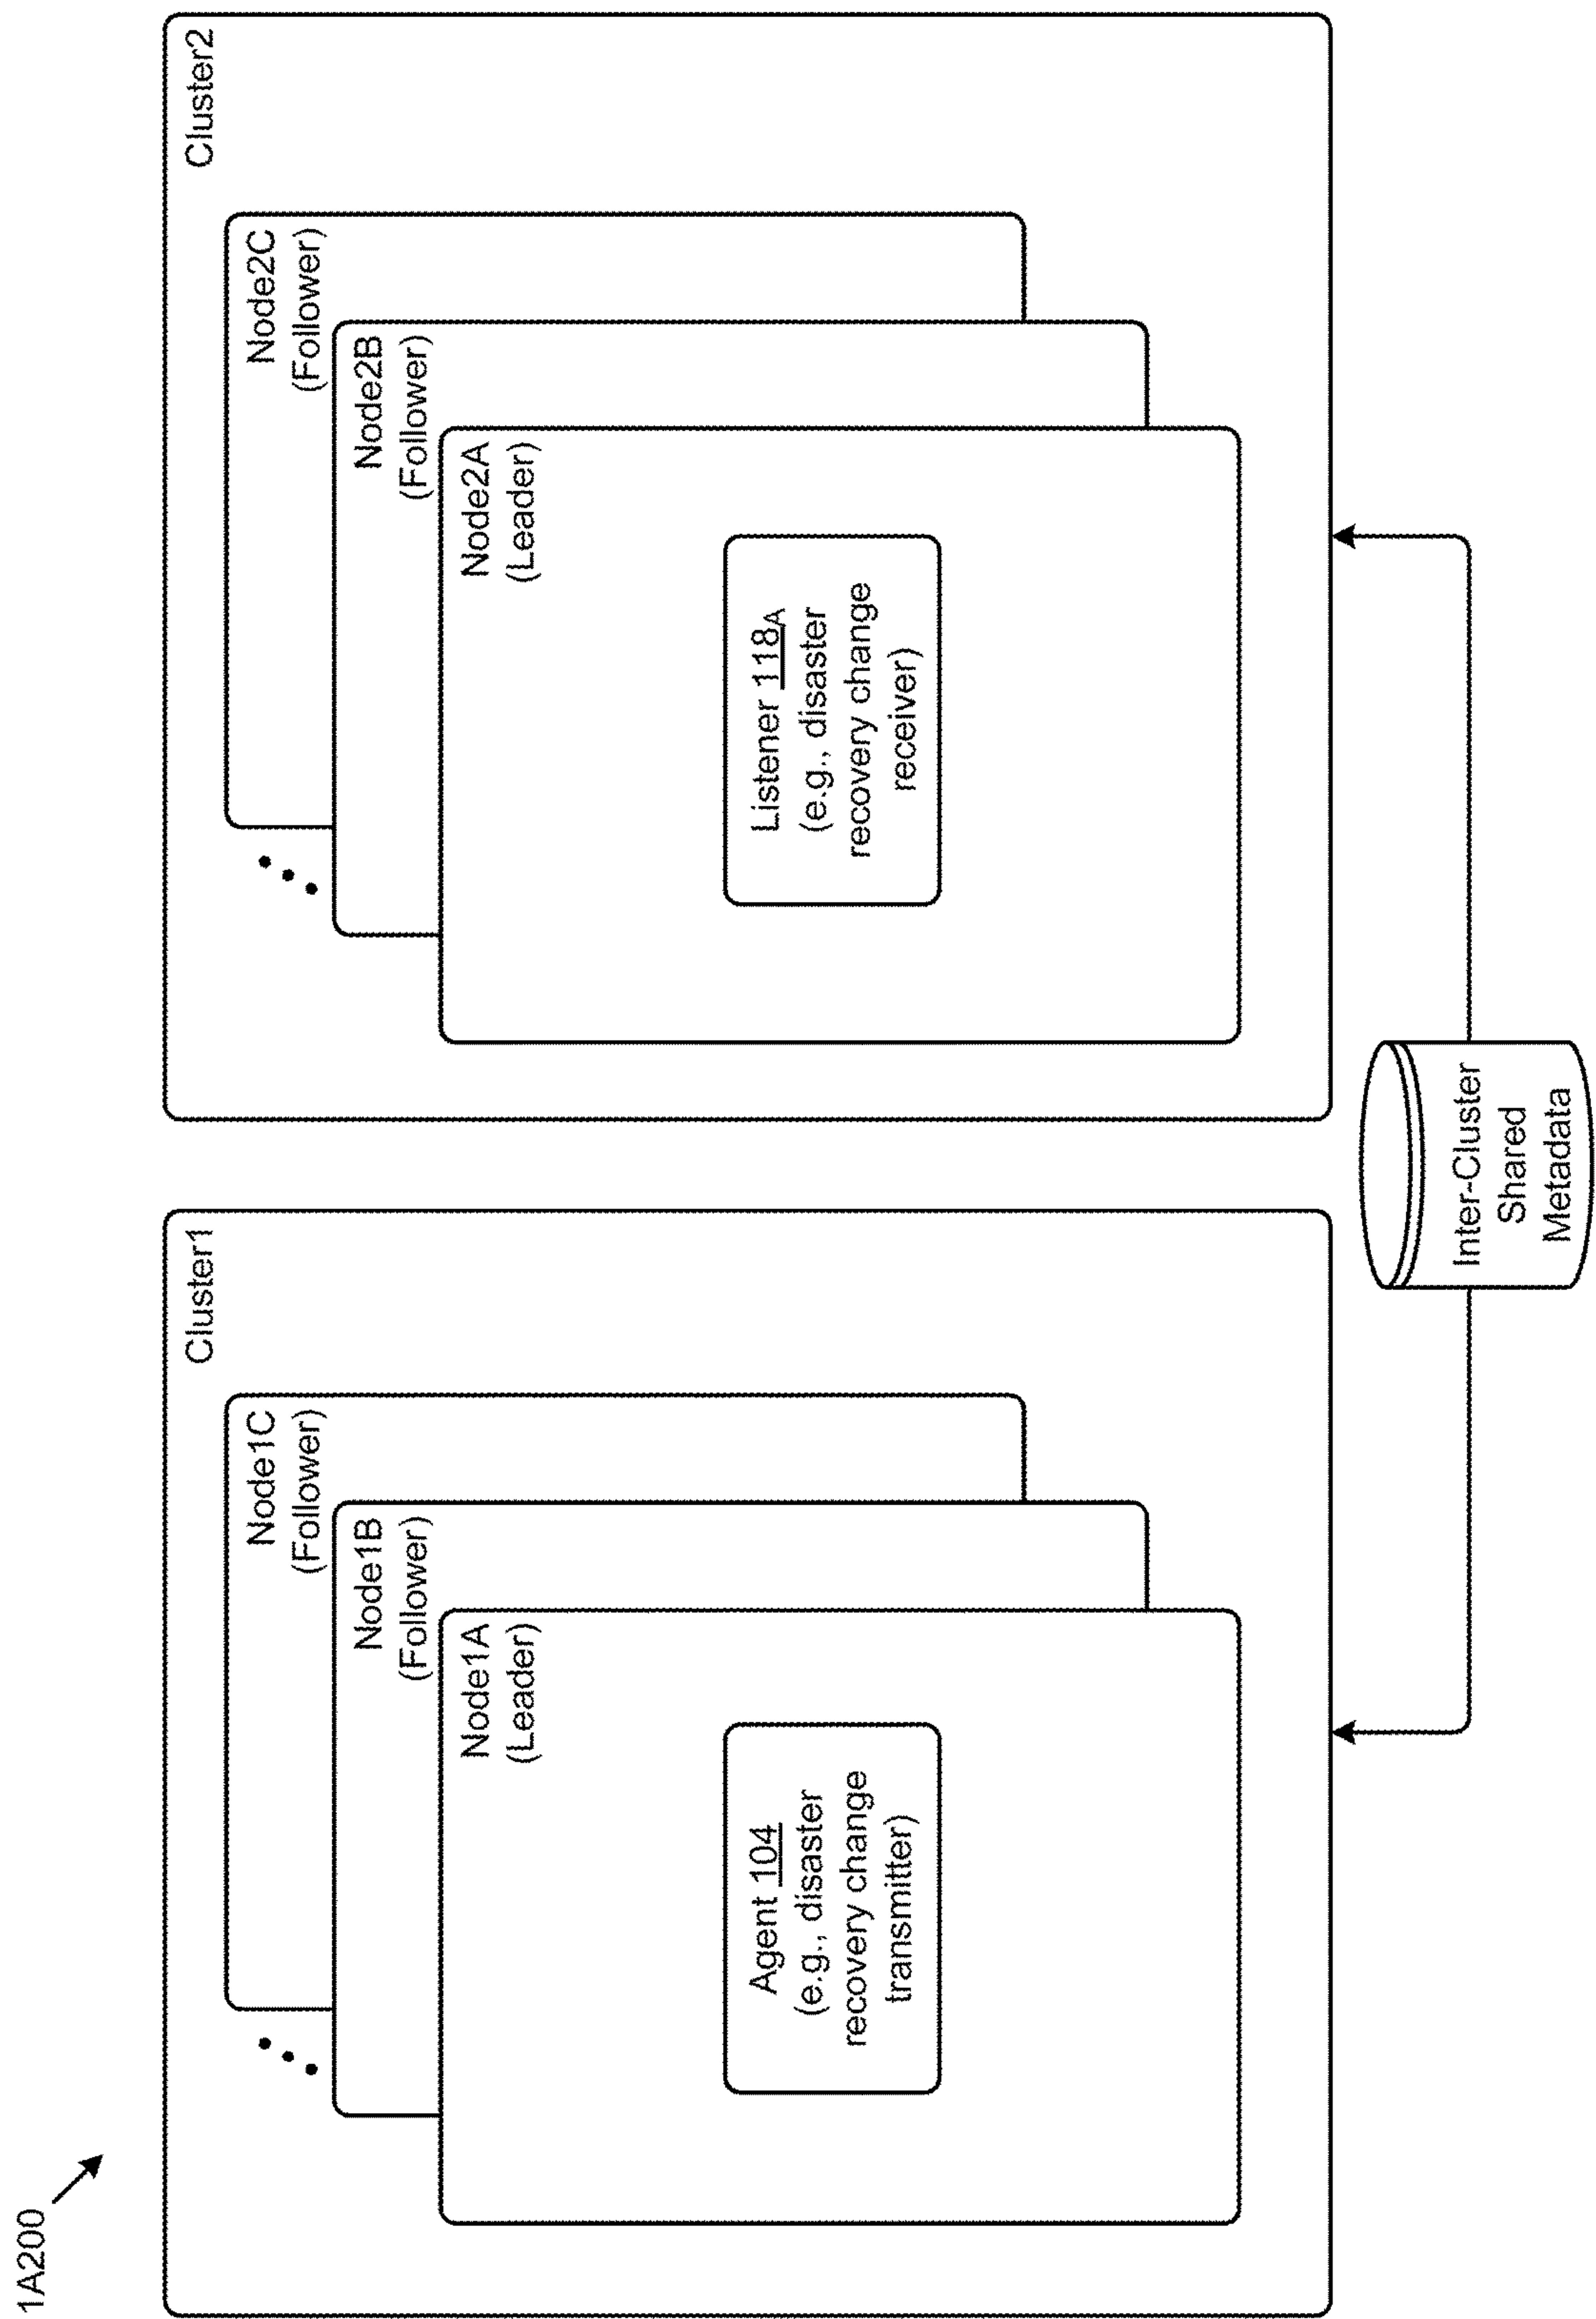 1A200
Cluster1
Node1C
(Follower)
Node1B
(Follower)
Node1A
(Leader)
Agent 104
(e.g., disaster
recovery change
transmitter)
Cluster2
Node2C
(Follower)
Node2B
(Follower)
Node2A
(Leader)
Listener 118A
(e.g., disaster
recovery change
receiver)
Inter-Cluster
Shared
Metadata